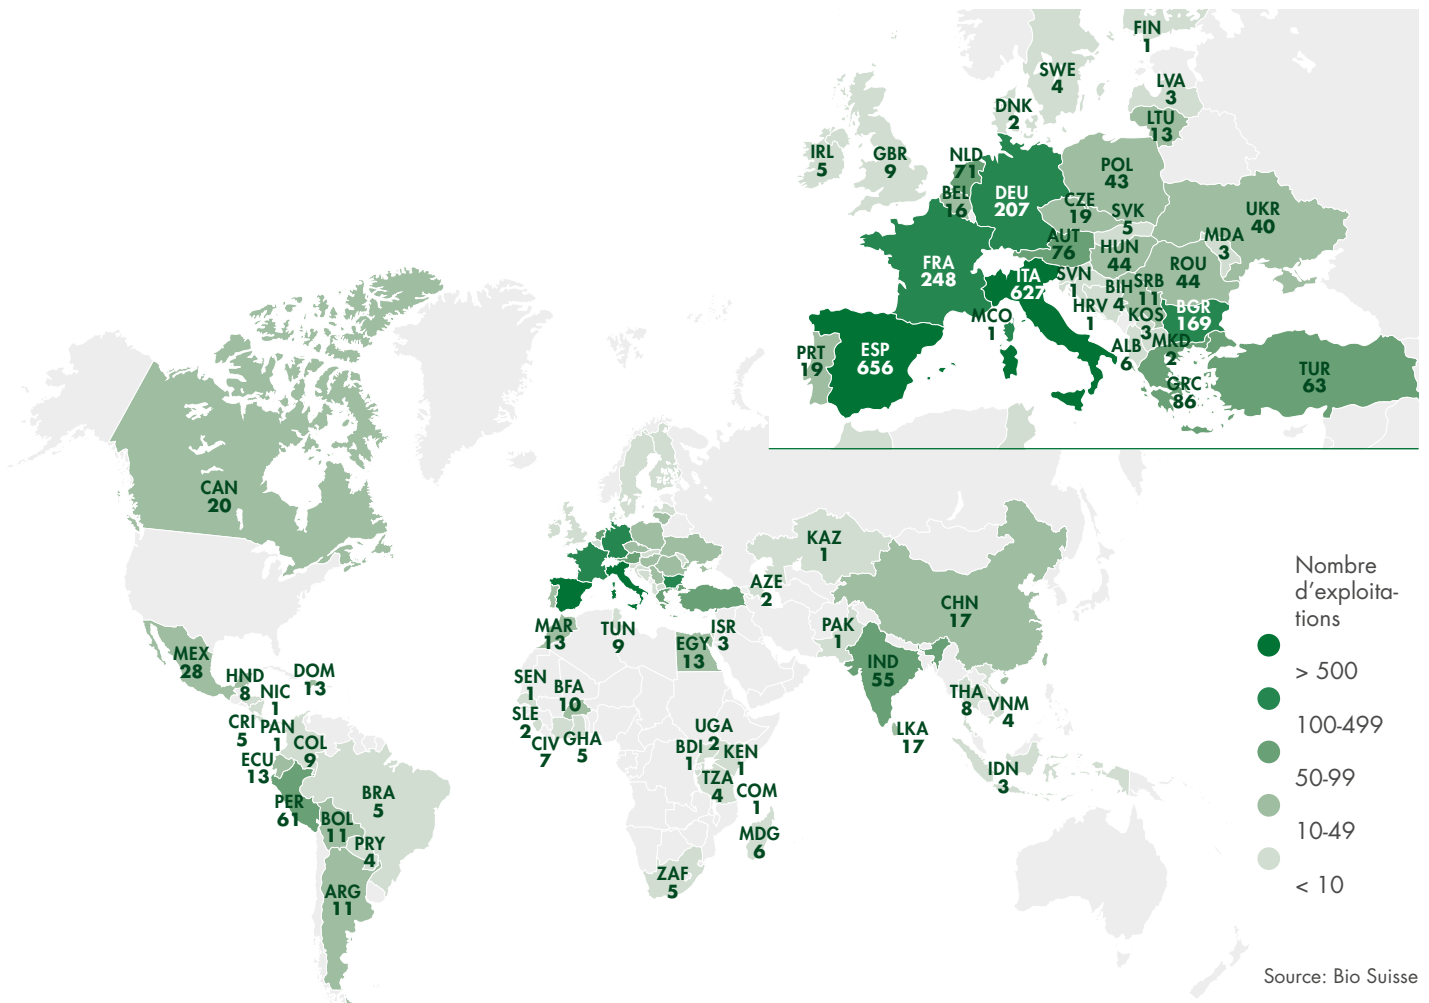 FIN
1
SWE
4
LVA
3
DNK
2
LTU
13
IRL
5
GBR
9
NLD
71
POL
43
BEL
16
DEU
207
CZE
19
SVK
5
UKR
40
AUT
76
HUN
44
MDA
3
FRA
248
ITA
627
SVN
1
ROU
44
BIH
4
SRB
11
HRV
1
BGR
169
MCO
1
KOS
3
ALB
6
MKD
2
PRT
19
ESP
656
GRC
86
TUR
63
CAN
20
KAZ
1
AZE
2
CHN
17
MAR
13
TUN
9
ISR
3
EGY
13
PAK
1
IND
55
MEX
28
HND
8
DOM
13
NIC
1
SEN
1
BFA
10
THA
8
VNM
4
CRI
5
PAN
1
SLE
2
CIV
7
GHA
5
UGA
2
LKA
17
COL
9
ECU
13
BDI
1
KEN
1
IDN
3
TZA
4
COM
1
BRA
5
PER
61
BOL
11
PRY
4
MDG
6
ZAF
5
ARG
11
Nombre
d’exploita-
tions
> 500
100-499
50-99
10-49
< 10
Source: Bio Suisse